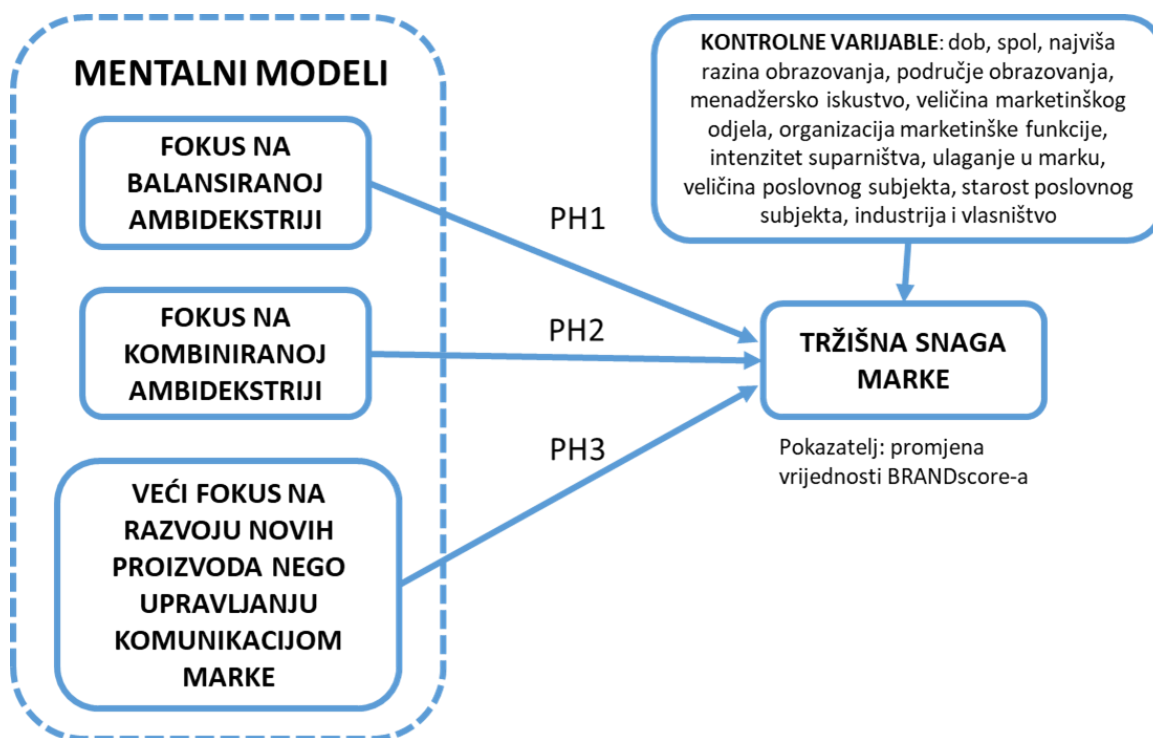 MENTALNI MODELI
FOKUS NA
BALANSIRANOJ
AMBIDEKSTRIJI
FOKUS NA
KOMBINIRANOJ
AMBIDEKSTRIJI
VEĆI FOKUS NA
RAZVOJU NOVIH
PROIZVODA NEGO
UPRAVLJANJU
KOMUNIKACIJOM
MARKE
PH1
PH2
PH3
KONTROLNE VARIJABLE: dob, spol, najviša
razina obrazovanja, područje obrazovanja,
menadžersko iskustvo, veličina marketinškog
odjela, organizacija marketinške funkcije,
intenzitet suparništva, ulaganje u marku,
veličina poslovnog subjekta, starost poslovnog
subjekta, industrija i vlasništvo
TRŽIŠNA SNAGA
MARKE
Pokazatelj: promjena
vrijednosti BRANDscore-a